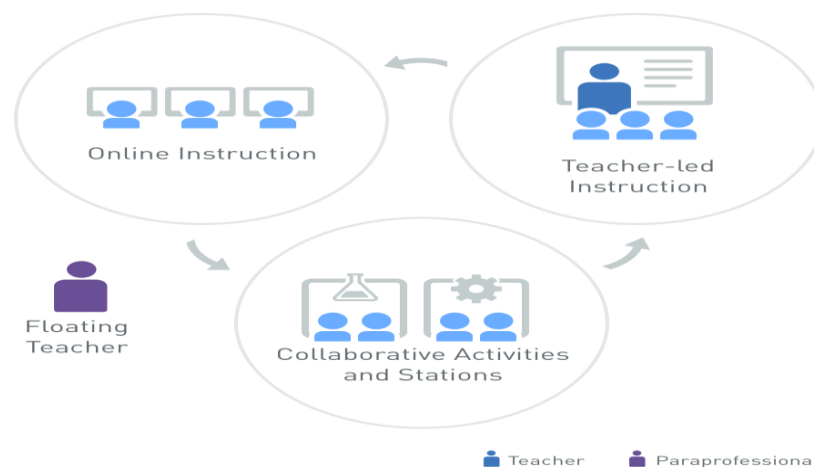 Online Instruction
Teacher-led
Instruction
Floating
Teacher
Collaborative Activities
and Stations
Teacher
Paraprofessiona